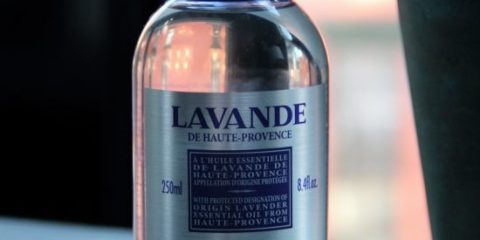 LAVANDE
DE HAUTE-PROVENCE
À L'HUILE ESSENTIELLE
DE LAVANDE DE
HAUTE-PROVENCE
APPELLATION D'ORIGINE PROTÉGÉE
WITH PROTECTED DESIGNATION OF
ORIGIN LAVENDER
ESSENTIAL OIL FROM
HAUTE-PROVENCE
250ml
8.4fl.oz.